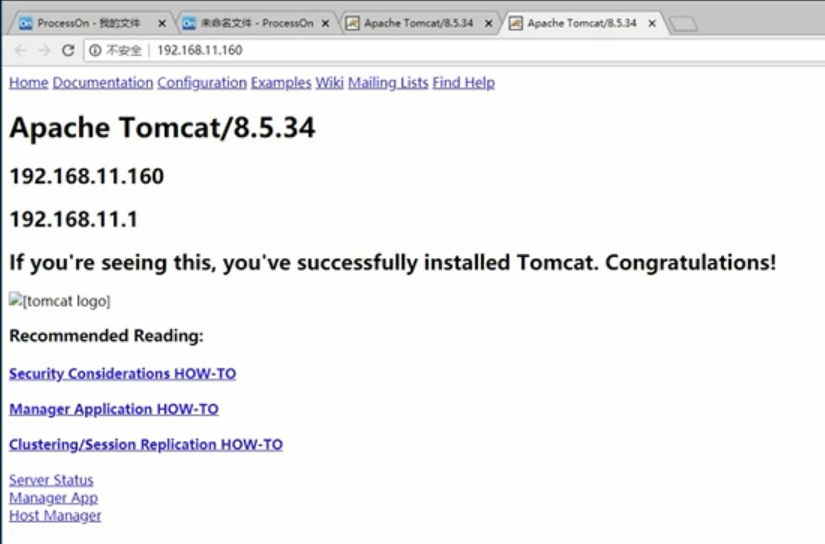 ProcessOn - 我的文件
未命名文件 - ProcessOn
Apache Tomcat/8.5.34
Apache Tomcat/8.5.34
不安全 192.168.11.160
Home Documentation Configuration Examples Wiki Mailing Lists Find Help
Apache Tomcat/8.5.34
192.168.11.160
192.168.11.1
If you're seeing this, you've successfully installed Tomcat. Congratulations!
[tomcat logo]
Recommended Reading:
Security Considerations HOW-TO
Manager Application HOW-TO
Clustering/Session Replication HOW-TO
Server Status
Manager App
Host Manager